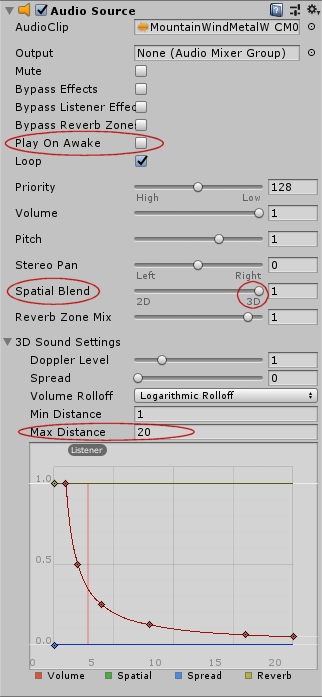 Audio Source
AudioClip MountainWindMetalW CM0
Output None (Audio Mixer Group)
Mute
Bypass Effects
Bypass Listener Effec
Bypass Reverb Zone
Play On Awake
Loop
Priority 128
High Low
Volume 1
Pitch 1
Stereo Pan 0
Left Right
Spatial Blend 1
2D 3D
Reverb Zone Mix 1
3D Sound Settings
Doppler Level 1
Spread 0
Volume Rolloff Logarithmic Rolloff
Min Distance 1
Max Distance 20
Listener
1.0
0.5
0.0
5 10 15 20
Volume Spatial Spread Reverb